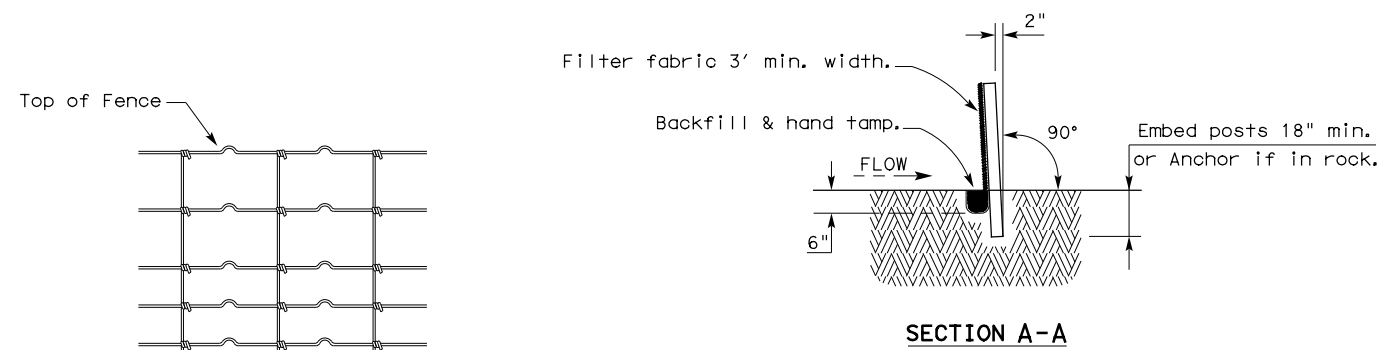 2"
Filter fabric 3' min. width.
Top of Fence
Backfill & hand tamp.
90°
Embed posts 18" min.
or Anchor if in rock.
FLOW
6"
SECTION A-A